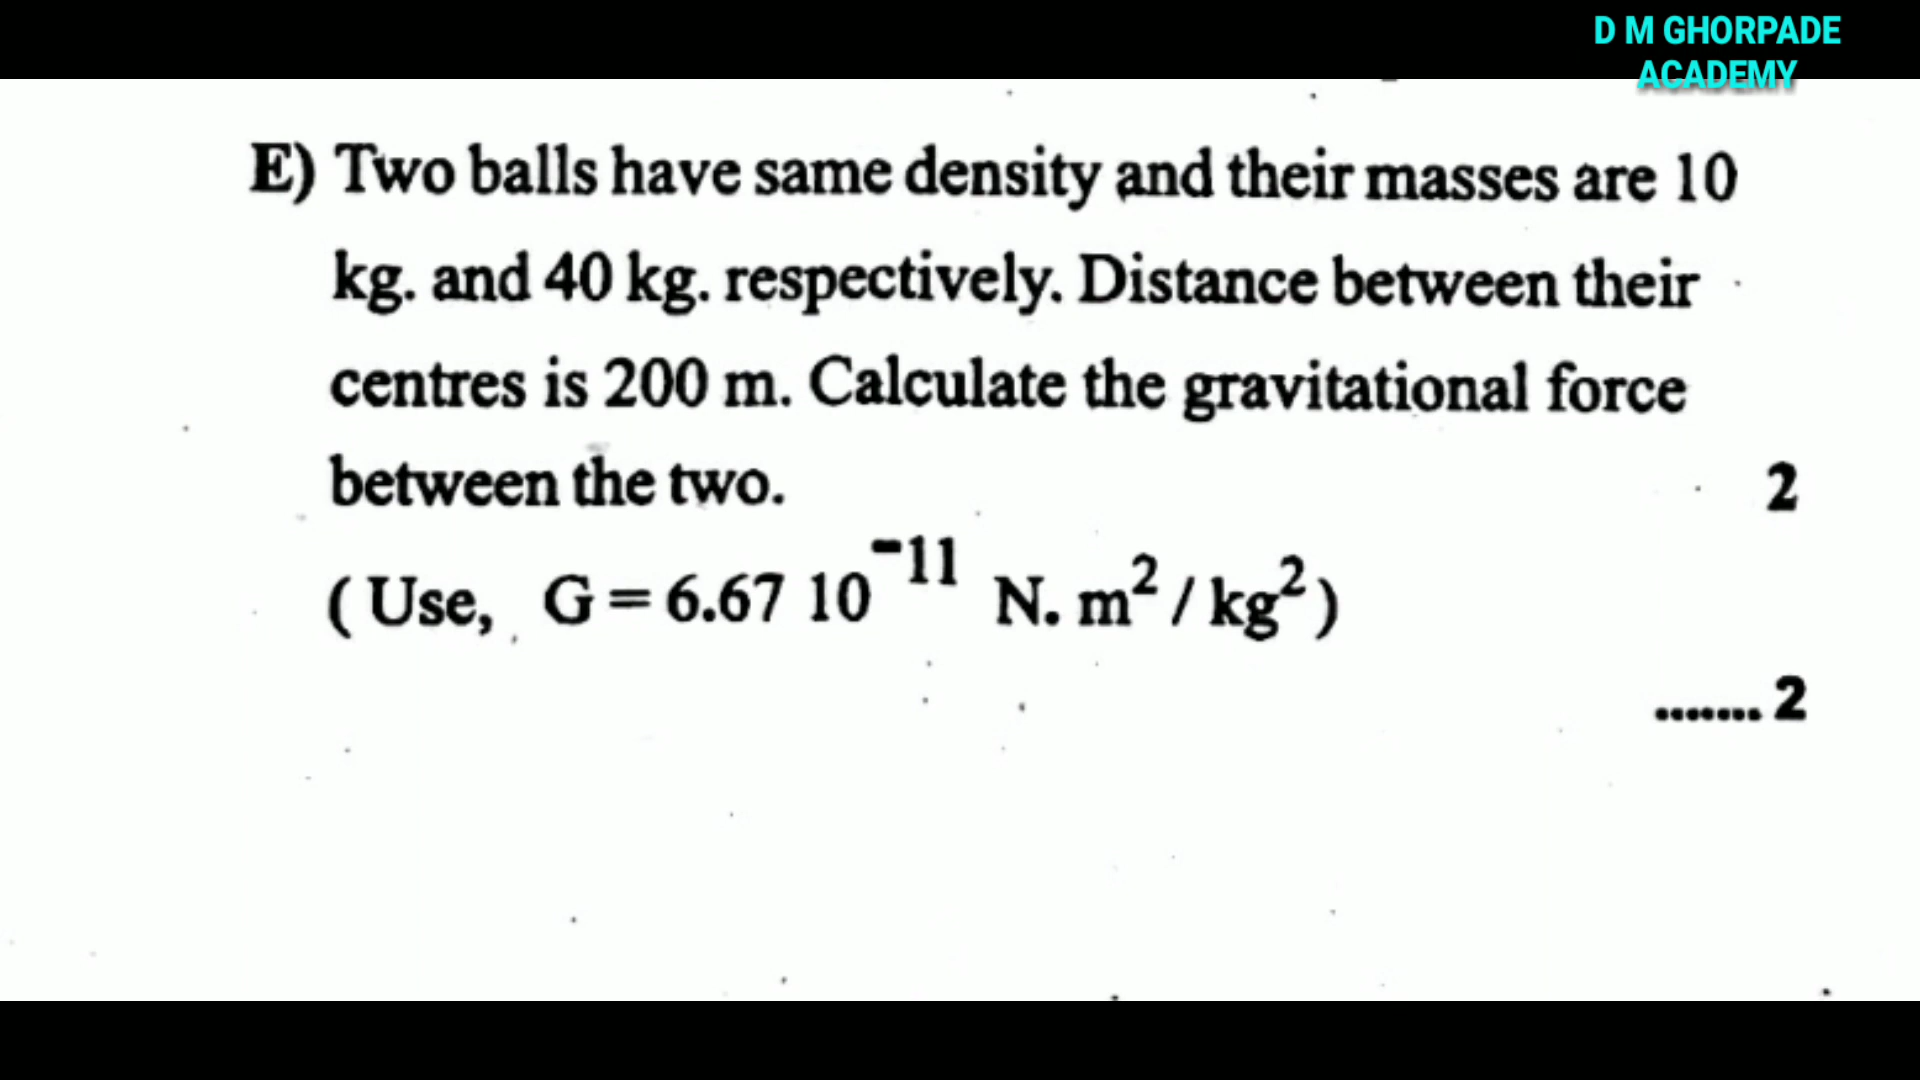 D M GHORPADE
ACADEMY
E) Two balls have same density and their masses are 10
kg. and 40 kg. respectively. Distance between their
centres is 200 m. Calculate the gravitational force
between the two. 2
( Use, G = 6.67 10⁻¹¹ N. m² / kg² )
....... 2